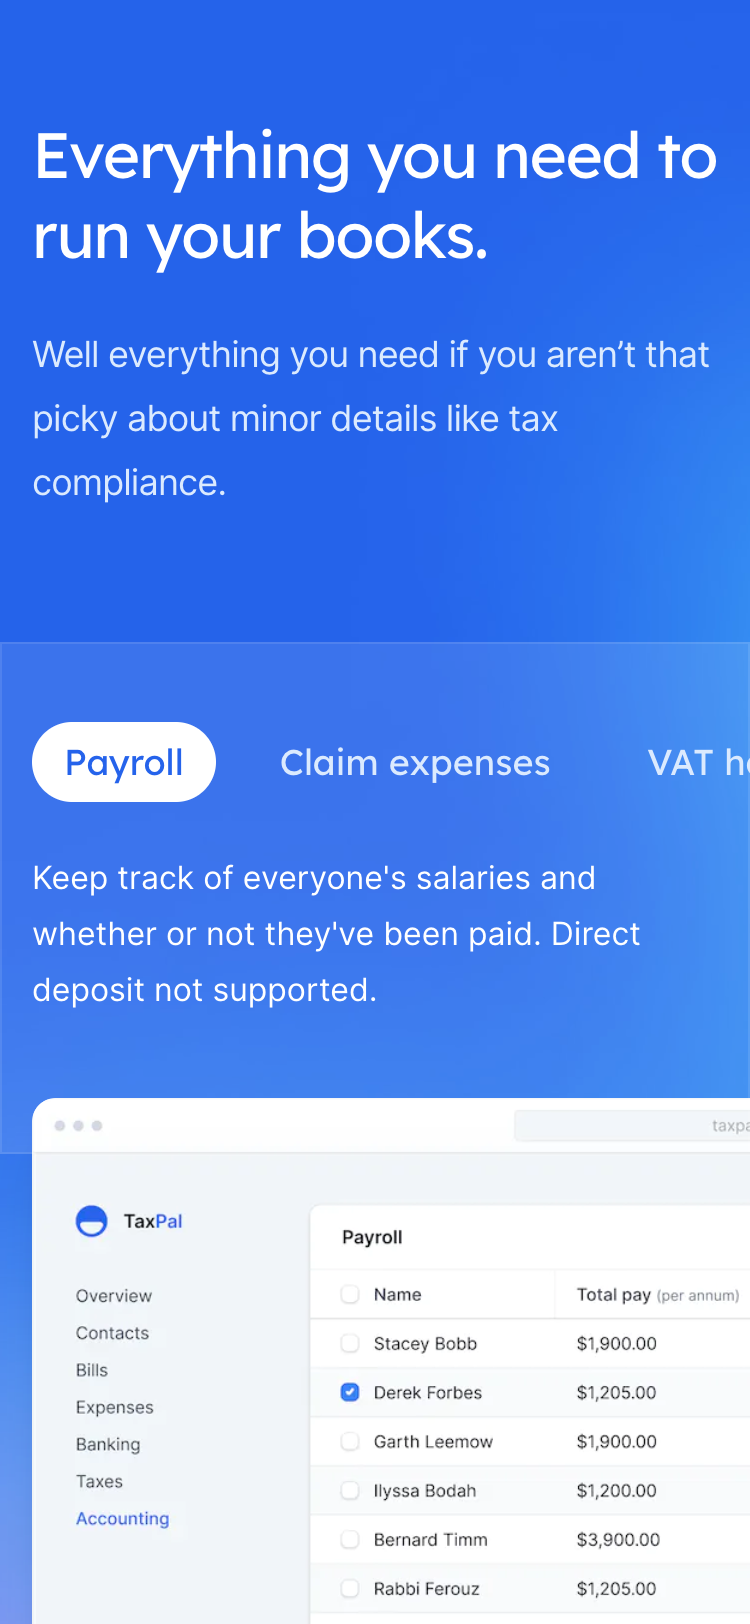 Everything you need to
run your books.
Well everything you need if you aren’t that
picky about minor details like tax
compliance.
Payroll Claim expenses VAT
Keep track of everyone's salaries and
whether or not they've been paid. Direct
deposit not supported.
TaxPal
Overview
Contacts
Bills
Expenses
Banking
Taxes
Accounting
Payroll
Name Total pay (per annum)
Stacey Bobb $1,900.00
Derek Forbes $1,205.00
Garth Leemow $1,900.00
Ilyssa Bodah $1,200.00
Bernard Timm $3,900.00
Rabbi Ferouz $1,205.00